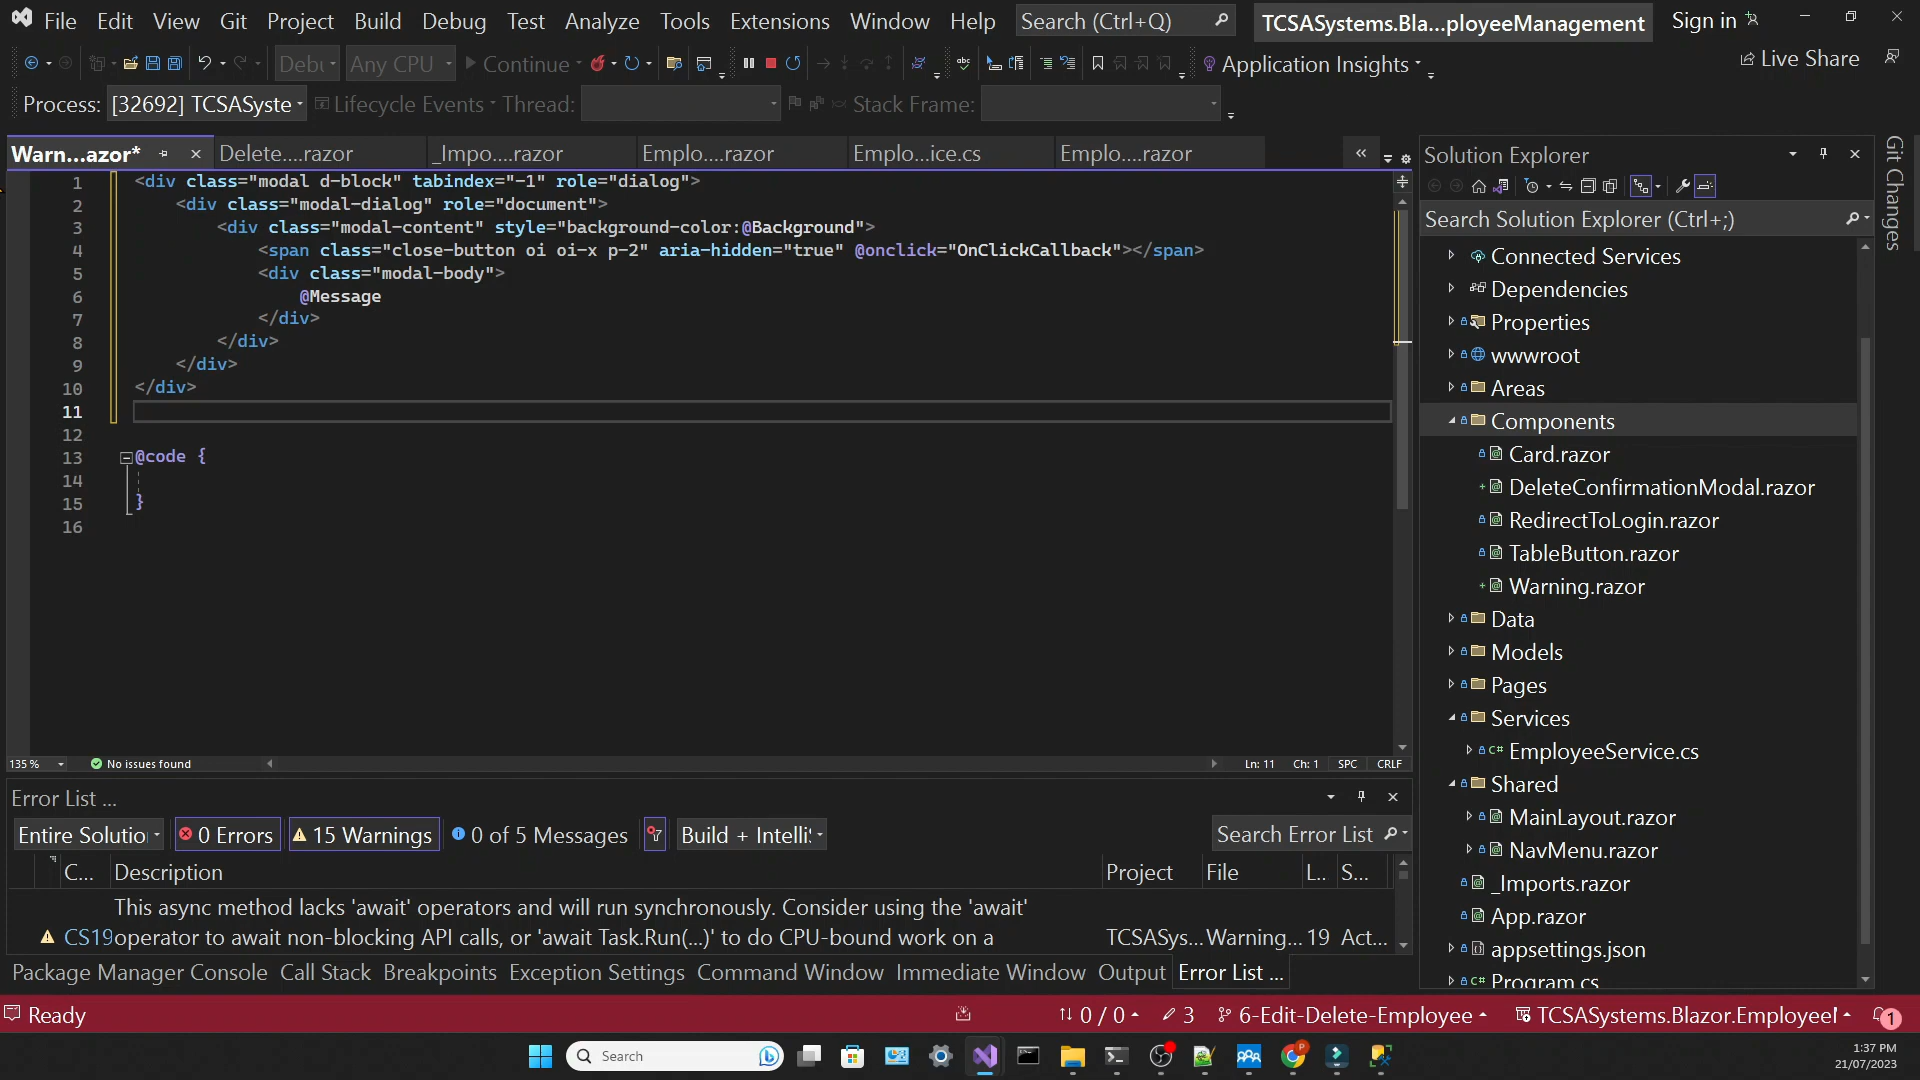 File Edit View Git Project Build Debug Test Analyze Tools Extensions Window Help Search (Ctrl+Q) TCSASystems.Bla...ployeeManagement Sign in
Debu Any CPU Continue Application Insights Live Share
Process: [32692] TCSASyste Lifecycle Events Thread: Stack Frame:
Warn...azor* Delete....razor _Impo....razor Emplo....razor Emplo...ice.cs Emplo....razor
1 <div class="modal d-block" tabindex="-1" role="dialog">
2 <div class="modal-dialog" role="document">
3 <div class="modal-content" style="background-color:@Background">
4 <span class="close-button oi oi-x p-2" aria-hidden="true" @onclick="OnClickCallback"></span>
5 <div class="modal-body">
6 @Message
7 </div>
8 </div>
9 </div>
10 </div>
11
12
13 @code {
14
15 }
16
135 % No issues found Ln: 11 Ch: 1 SPC CRLF
Error List ...
Entire Solutio 0 Errors 15 Warnings 0 of 5 Messages Build + Intelli Search Error List
C... Description Project File L.. S...
This async method lacks 'await' operators and will run synchronously. Consider using the 'await'
CS19 operator to await non-blocking API calls, or 'await Task.Run(...)' to do CPU-bound work on a TCSASys... Warning... 19 Act...
Package Manager Console Call Stack Breakpoints Exception Settings Command Window Immediate Window Output Error List ...
Solution Explorer
Search Solution Explorer (Ctrl+;)
Connected Services
Dependencies
Properties
wwwroot
Areas
Components
Card.razor
DeleteConfirmationModal.razor
RedirectToLogin.razor
TableButton.razor
Warning.razor
Data
Models
Pages
Services
C# EmployeeService.cs
Shared
MainLayout.razor
NavMenu.razor
_Imports.razor
App.razor
appsettings.json
C# Program.cs
Git Changes
Ready 0 / 0 3 6-Edit-Delete-Employee TCSASystems.Blazor.Employee 1
Search 1:37 PM
21/07/2023